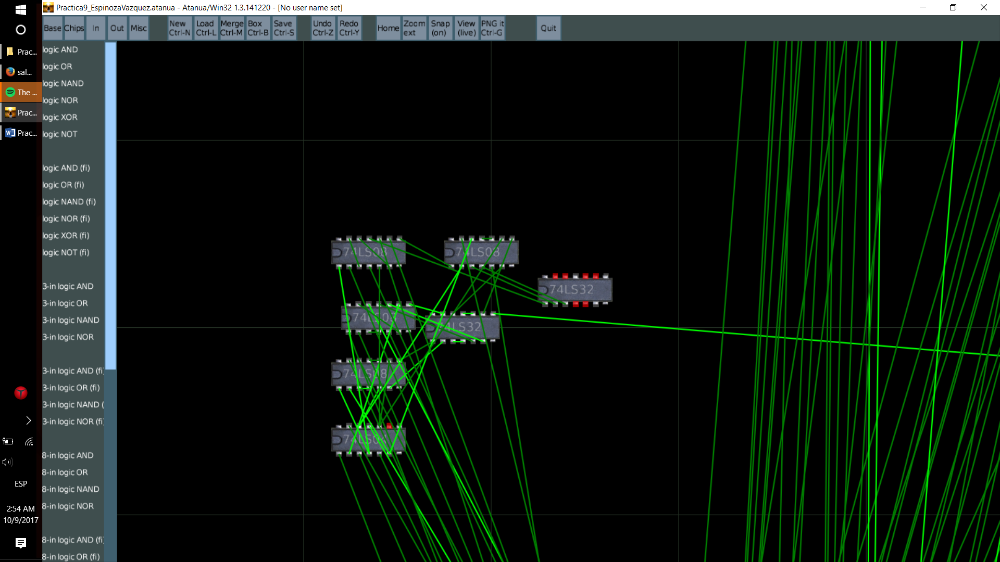 Practica9_EspinozaVazquez.atanua - Atanua/Win32 1.3.141220 - [No user name set]
Base Chips In Out Misc New Ctrl-N Load Ctrl-L Merge Ctrl-M Box Ctrl-B Save Ctrl-S Undo Ctrl-Z Redo Ctrl-Y Home Zoom ext Snap (on) View (live) PNG it Ctrl-G Quit
Prac...
sal...
The ...
Prac...
Prac...
ESP
2:54 AM
10/9/2017
logic AND
logic OR
logic NAND
logic NOR
logic XOR
logic NOT
logic AND (fi)
logic OR (fi)
logic NAND (fi)
logic NOR (fi)
logic XOR (fi)
logic NOT (fi)
3-in logic AND
3-in logic OR
3-in logic NAND
3-in logic NOR
3-in logic AND (fi)
3-in logic OR (fi)
3-in logic NAND (
3-in logic NOR (fi)
8-in logic AND
8-in logic OR
8-in logic NAND
8-in logic NOR
8-in logic AND (fi)
8-in logic OR (fi)
74LS08
74LS08
74LS32
74LS08
74LS32
74LS08
74LS04